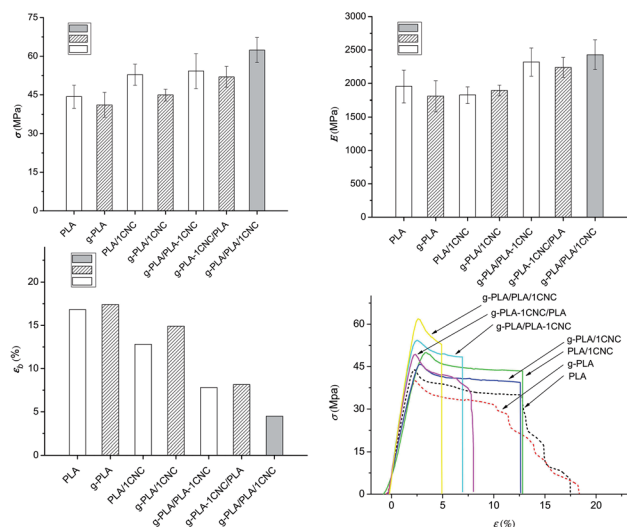 75
60
45
30
15
0
σ (MPa)
PLA
g-PLA
PLA/1CNC
g-PLA/1CNC
g-PLA/PLA-1CNC
g-PLA-1CNC/PLA
g-PLA/PLA/1CNC
3000
2500
2000
1500
1000
500
0
E (MPa)
PLA
g-PLA
PLA/1CNC
g-PLA/1CNC
g-PLA/PLA-1CNC
g-PLA-1CNC/PLA
g-PLA/PLA/1CNC
20
15
10
5
0
εb (%)
PLA
g-PLA
PLA/1CNC
g-PLA/1CNC
g-PLA/PLA-1CNC
g-PLA-1CNC/PLA
g-PLA/PLA/1CNC
75
60
45
30
15
0
σ (Mpa)
g-PLA/PLA/1CNC
g-PLA-1CNC/PLA
g-PLA/PLA-1CNC
g-PLA/1CNC
PLA/1CNC
g-PLA
PLA
0 5 10 15 20
ε (%)